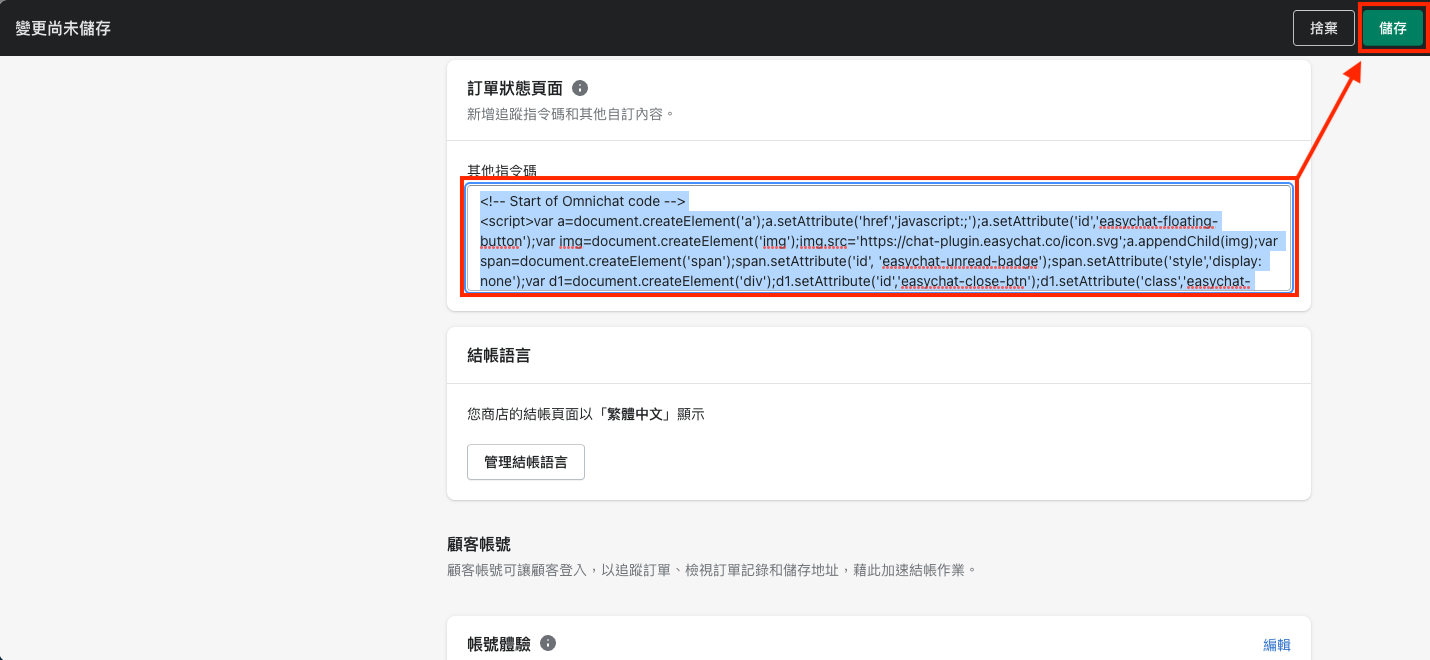 變更尚未儲存
捨棄
儲存
訂單狀態頁面
新增追蹤指令碼和其他自訂內容。
其他指令碼
<!-- Start of Omnichat code -->
<script>var a=document.createElement('a');a.setAttribute('href','javascript:;');a.setAttribute('id','easychat-floating-
button');var img=document.createElement('img');img.src='https://chat-plugin.easychat.co/icon.svg';a.appendChild(img);var
span=document.createElement('span');span.setAttribute('id', 'easychat-unread-badge');span.setAttribute('style','display:
none');var d1=document.createElement('div');d1.setAttribute('id','easychat-close-btn');d1.setAttribute('class','easychat-
結帳語言
您商店的結帳頁面以「繁體中文」顯示
管理結帳語言
顧客帳號
顧客帳號可讓顧客登入，以追蹤訂單、檢視訂單記錄和儲存地址，藉此加速結帳作業。
帳號體驗
編輯